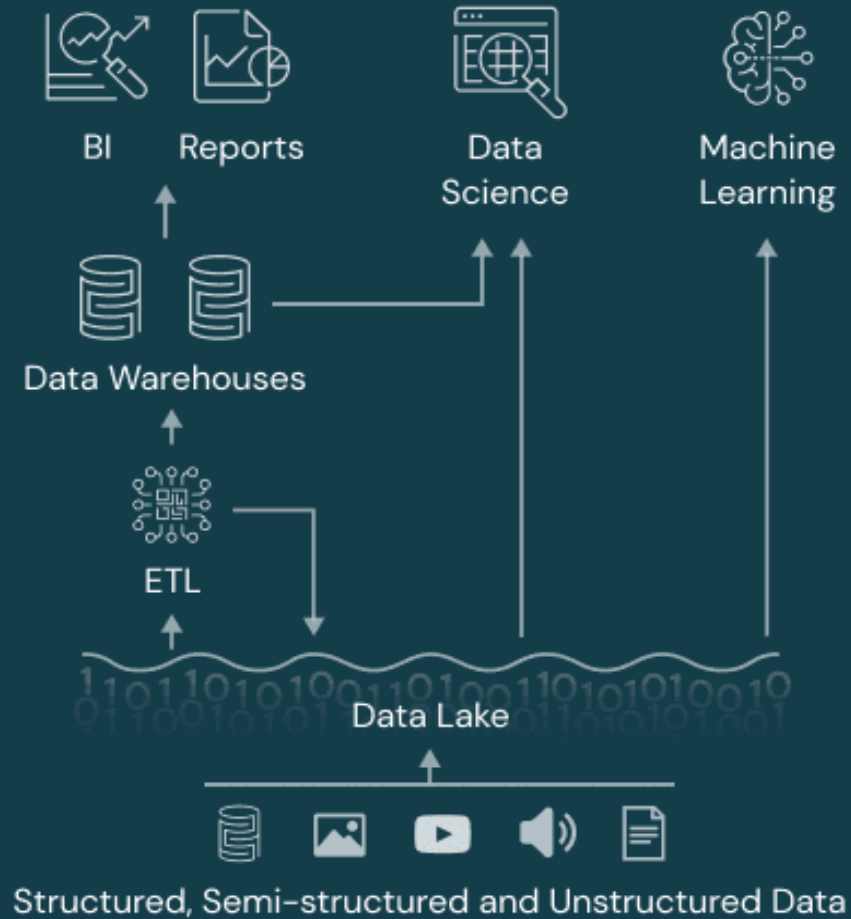 BI Reports
Data
Science
Machine
Learning
Data Warehouses
ETL
Data Lake
Structured, Semi-structured and Unstructured Data